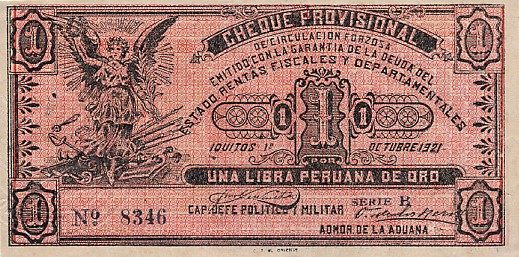 1 1
CHEQUE PROVISIONAL
DE CIRCULACION FORZOSA
EMITIDO CON LA GARANTIA DE LA DEUDA DEL
ESTADO RENTAS FISCALES Y DEPARTAMENTALES
1 1 1
IQUITOS 1º OCTUBRE 1921
POR
UNA LIBRA PERUANA DE ORO
1 Nº 8346 SERIE B 1
CAP. JEFE POLITICO Y MILITAR
ADMOR. DE LA ADUANA